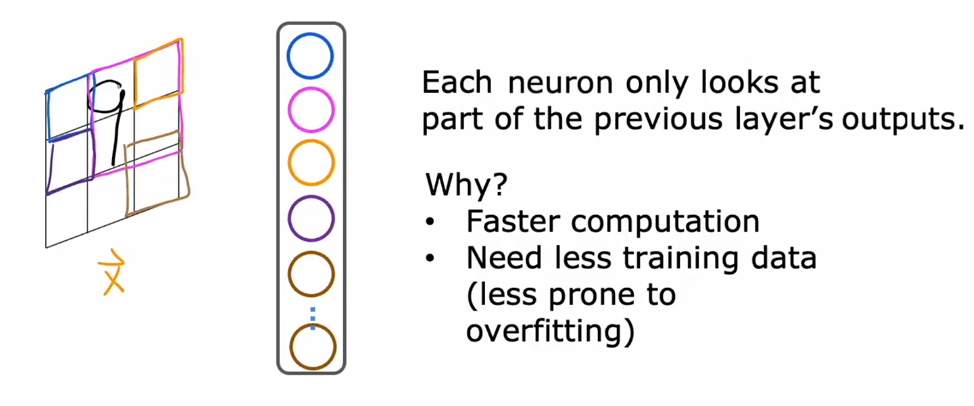 x⃗
Each neuron only looks at
part of the previous layer's outputs.
Why?
• Faster computation
• Need less training data
(less prone to
overfitting)